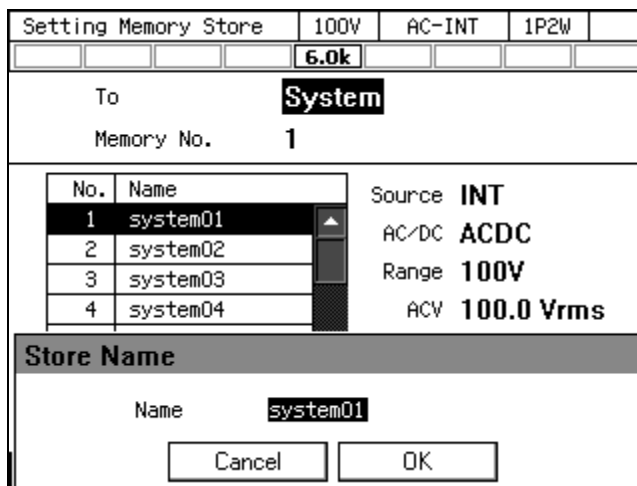 Setting Memory Store 100V AC-INT 1P2W
6.0k
To System
Memory No. 1
No. Name
1 system01
2 system02
3 system03
4 system04
Source INT
AC/DC ACDC
Range 100V
ACV 100.0 Vrms
Store Name
Name system01
Cancel OK